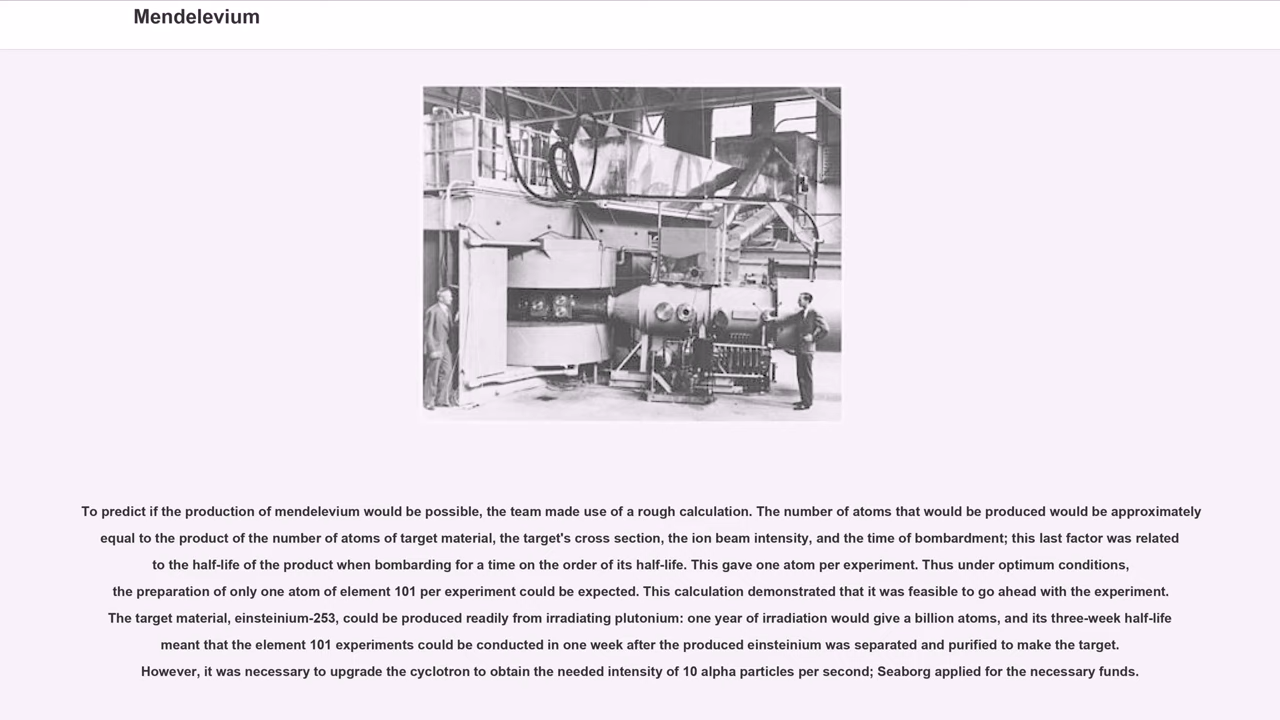 Mendelevium
To predict if the production of mendelevium would be possible, the team made use of a rough calculation. The number of atoms that would be produced would be approximately
equal to the product of the number of atoms of target material, the target's cross section, the ion beam intensity, and the time of bombardment; this last factor was related
to the half-life of the product when bombarding for a time on the order of its half-life. This gave one atom per experiment. Thus under optimum conditions,
the preparation of only one atom of element 101 per experiment could be expected. This calculation demonstrated that it was feasible to go ahead with the experiment.
The target material, einsteinium-253, could be produced readily from irradiating plutonium: one year of irradiation would give a billion atoms, and its three-week half-life
meant that the element 101 experiments could be conducted in one week after the produced einsteinium was separated and purified to make the target.
However, it was necessary to upgrade the cyclotron to obtain the needed intensity of 10 alpha particles per second; Seaborg applied for the necessary funds.